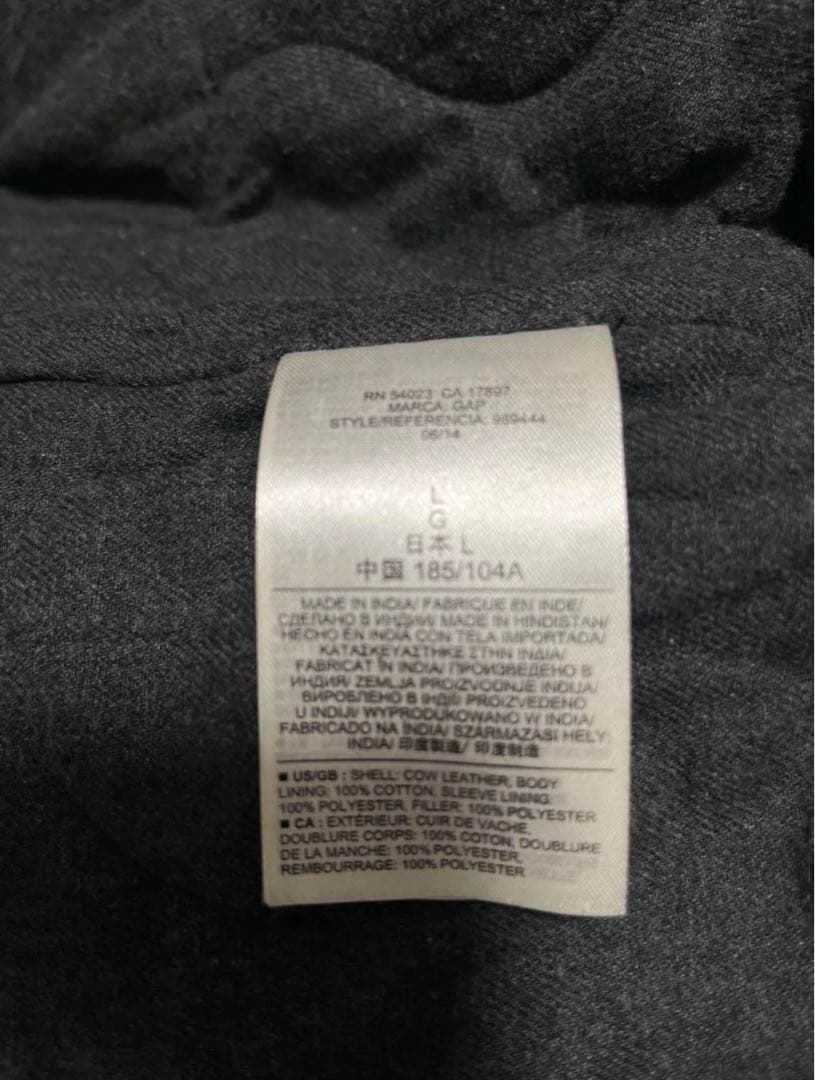 RN 54023 CA 17897
MARCA: GAP
STYLE/REFERENCIA: 969444
06/14
L
G
日本 L
中国 185/104A
MADE IN INDIA/ FABRIQUE EN INDE/
СДЕЛАНО В ИНДИИ/ MADE IN HINDISTAN/
HECHO EN INDIA CON TELA IMPORTADA/
ΚΑΤΑΣΚΕΥΑΣΤΗΚΕ ΣΤΗΝ ΙΝΔΙΑ/
FABRICAT ÎN INDIA/ ПРОИЗВЕДЕНО В
ИНДИЯ/ ZEMLJA PROIZVODNJE INDIJA/
ВИРОБЛЕНО В ІНДІЇ/ PROIZVEDENO
U INDIJI/ WYPRODUKOWANO W INDIA/
FABRICADO NA INDIA/ SZÁRMAZÁSI HELY:
INDIA/ 印度製造/ 印度制造
■ US/GB : SHELL: COW LEATHER, BODY
LINING: 100% COTTON, SLEEVE LINING:
100% POLYESTER. FILLER: 100% POLYESTER
■ CA : EXTÉRIEUR: CUIR DE VACHE,
DOUBLURE CORPS: 100% COTON, DOUBLURE
DE LA MANCHE: 100% POLYESTER,
REMBOURRAGE: 100% POLYESTER